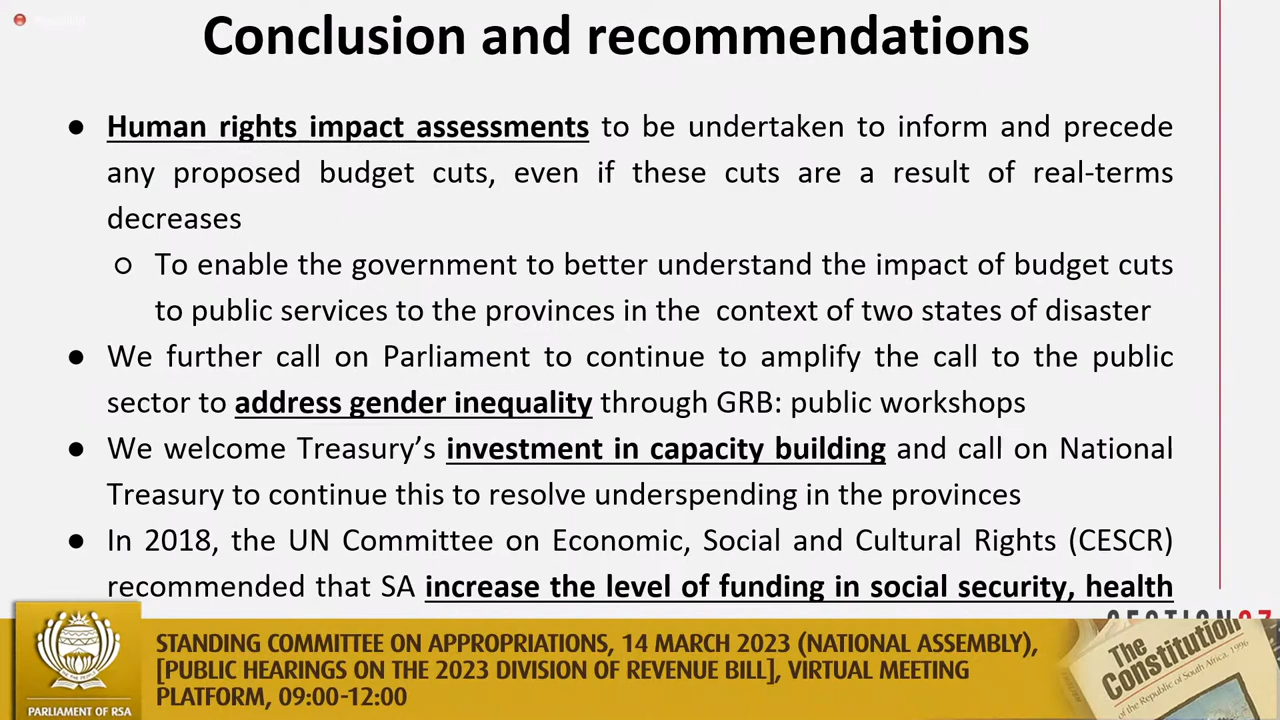 Conclusion and recommendations
● Human rights impact assessments to be undertaken to inform and precede
any proposed budget cuts, even if these cuts are a result of real-terms
decreases
○ To enable the government to better understand the impact of budget cuts
to public services to the provinces in the context of two states of disaster
● We further call on Parliament to continue to amplify the call to the public
sector to address gender inequality through GRB: public workshops
● We welcome Treasury’s investment in capacity building and call on National
Treasury to continue this to resolve underspending in the provinces
● In 2018, the UN Committee on Economic, Social and Cultural Rights (CESCR)
recommended that SA increase the level of funding in social security, health
SECTION27
STANDING COMMITTEE ON APPROPRIATIONS, 14 MARCH 2023 (NATIONAL ASSEMBLY),
[PUBLIC HEARINGS ON THE 2023 DIVISION OF REVENUE BILL], VIRTUAL MEETING
PLATFORM, 09:00-12:00
PARLIAMENT OF RSA
The
Constitution
of the Republic of South Africa, 1996